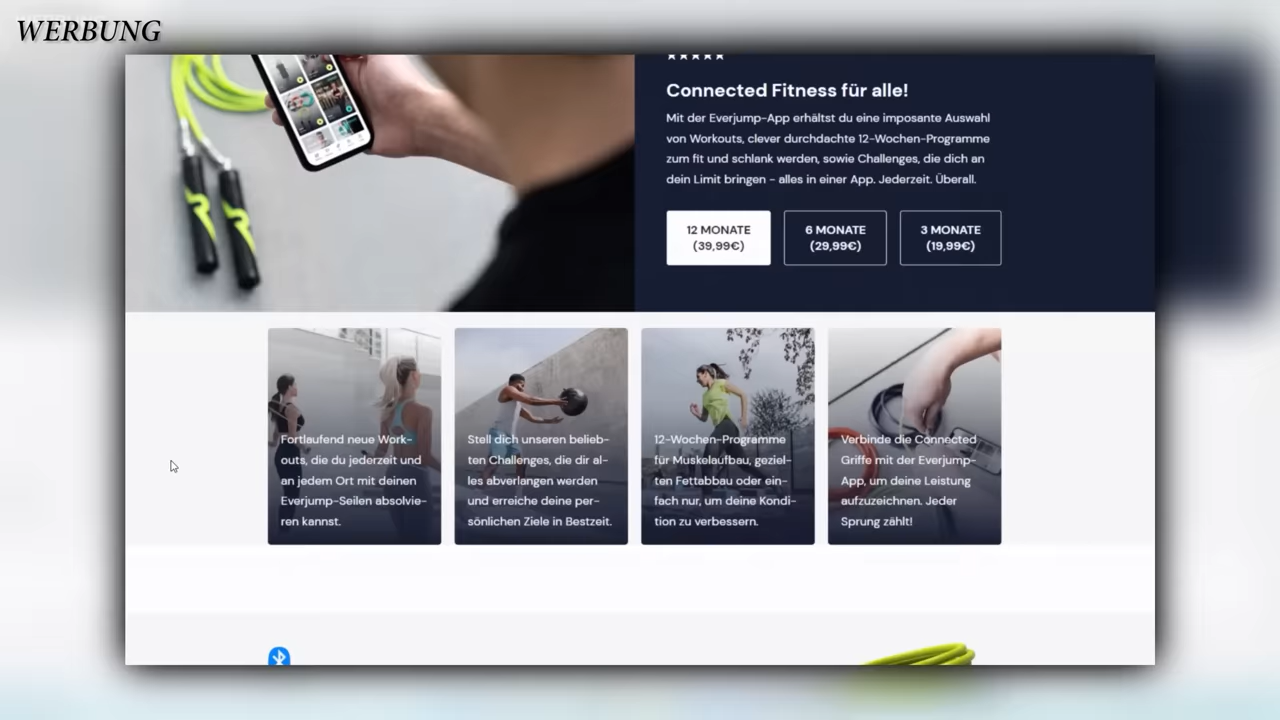 WERBUNG
Connected Fitness für alle!
Mit der Everjump-App erhältst du eine imposante Auswahl
von Workouts, clever durchdachte 12-Wochen-Programme
zum fit und schlank werden, sowie Challenges, die dich an
dein Limit bringen - alles in einer App. Jederzeit. Überall.
12 MONATE
(39,99€)
6 MONATE
(29,99€)
3 MONATE
(19,99€)
Fortlaufend neue Work-
outs, die du jederzeit und
an jedem Ort mit deinen
Everjump-Seilen absolvie-
ren kannst.
Stell dich unseren belieb-
ten Challenges, die dir al-
les abverlangen werden
und erreiche deine per-
sönlichen Ziele in Bestzeit.
12-Wochen-Programme
für Muskelaufbau, geziel-
ten Fettabbau oder ein-
fach nur, um deine Kondi-
tion zu verbessern.
Verbinde die Connected
Griffe mit der Everjump-
App, um deine Leistung
aufzuzeichnen. Jeder
Sprung zählt!